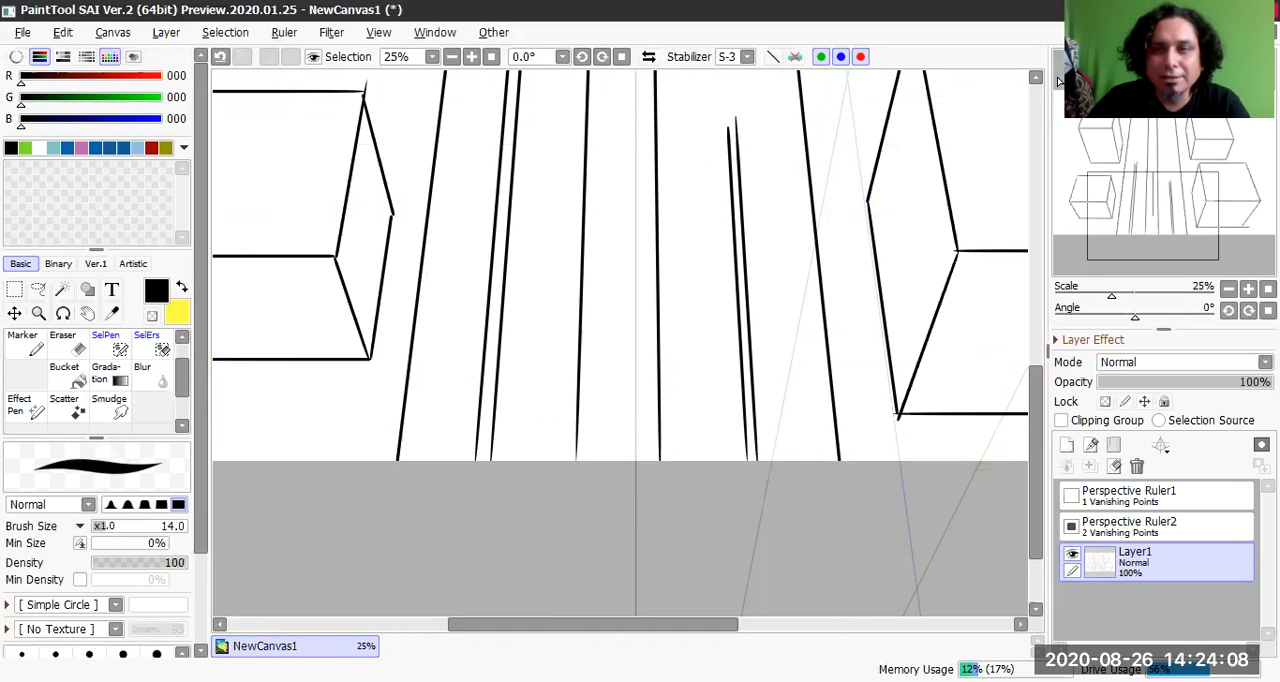 PaintTool SAI Ver.2 (64bit) Preview.2020.01.25 - NewCanvas1 (*)
File Edit Canvas Layer Selection Ruler Filter View Window Other
Selection 25% 0.0° Stabilizer S-3
R 000
G 000
B 000
Basic Binary Ver.1 Artistic
T
Marker Eraser SelPen SelErs
Bucket Grada-tion Blur
Effect Pen Scatter Smudge
Normal
Brush Size x1.0 14.0
Min Size 0%
Density 100
Min Density 0%
[ Simple Circle ]
[ No Texture ]
Scale 25%
Angle 0°
Layer Effect
Mode Normal
Opacity 100%
Lock
Clipping Group Selection Source
Perspective Ruler1
1 Vanishing Points
Perspective Ruler2
2 Vanishing Points
Layer1
Normal
100%
NewCanvas1 25%
Memory Usage 12% (17%) Drive Usage 56%
2020-08-26 14:24:08